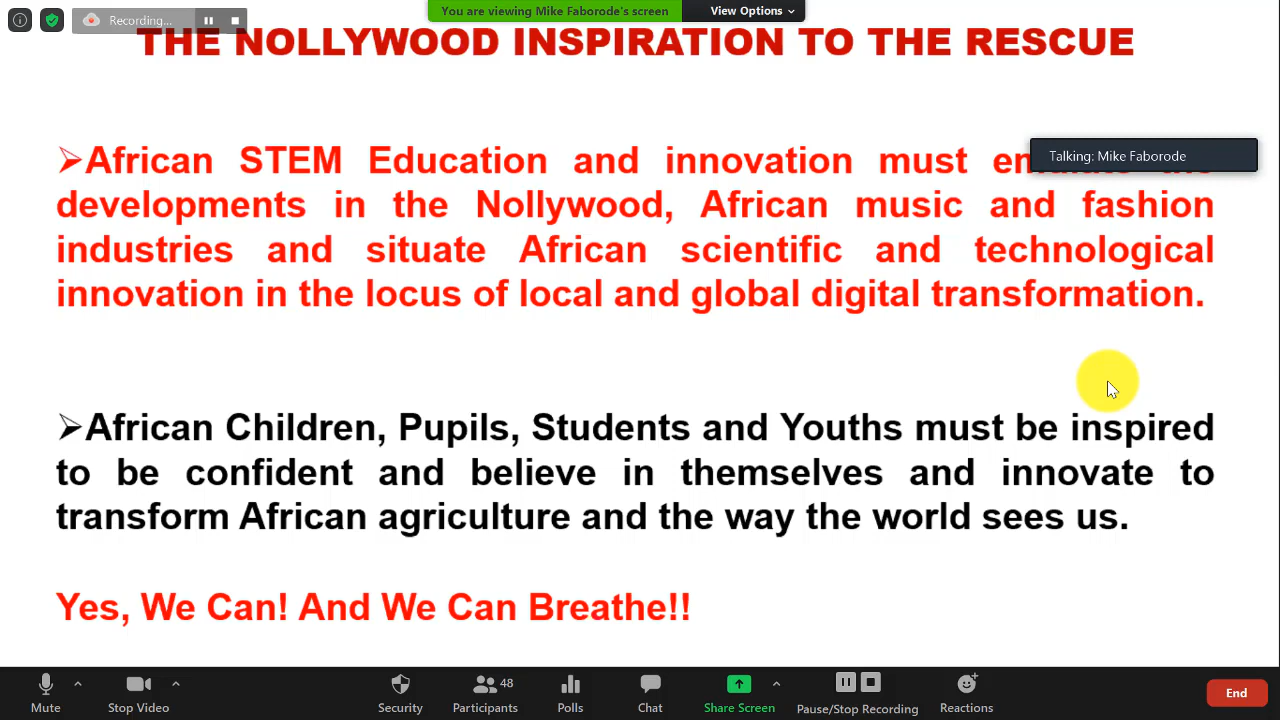 Recording...
You are viewing Mike Faborode's screen
View Options
THE NOLLYWOOD INSPIRATION TO THE RESCUE
Talking: Mike Faborode
➢African STEM Education and innovation must
developments in the Nollywood, African music and fashion
industries and situate African scientific and technological
innovation in the locus of local and global digital transformation.
➢African Children, Pupils, Students and Youths must be inspired
to be confident and believe in themselves and innovate to
transform African agriculture and the way the world sees us.
Yes, We Can! And We Can Breathe!!
48
Mute
Stop Video
Security
Participants
Polls
Chat
Share Screen
Pause/Stop Recording
Reactions
End